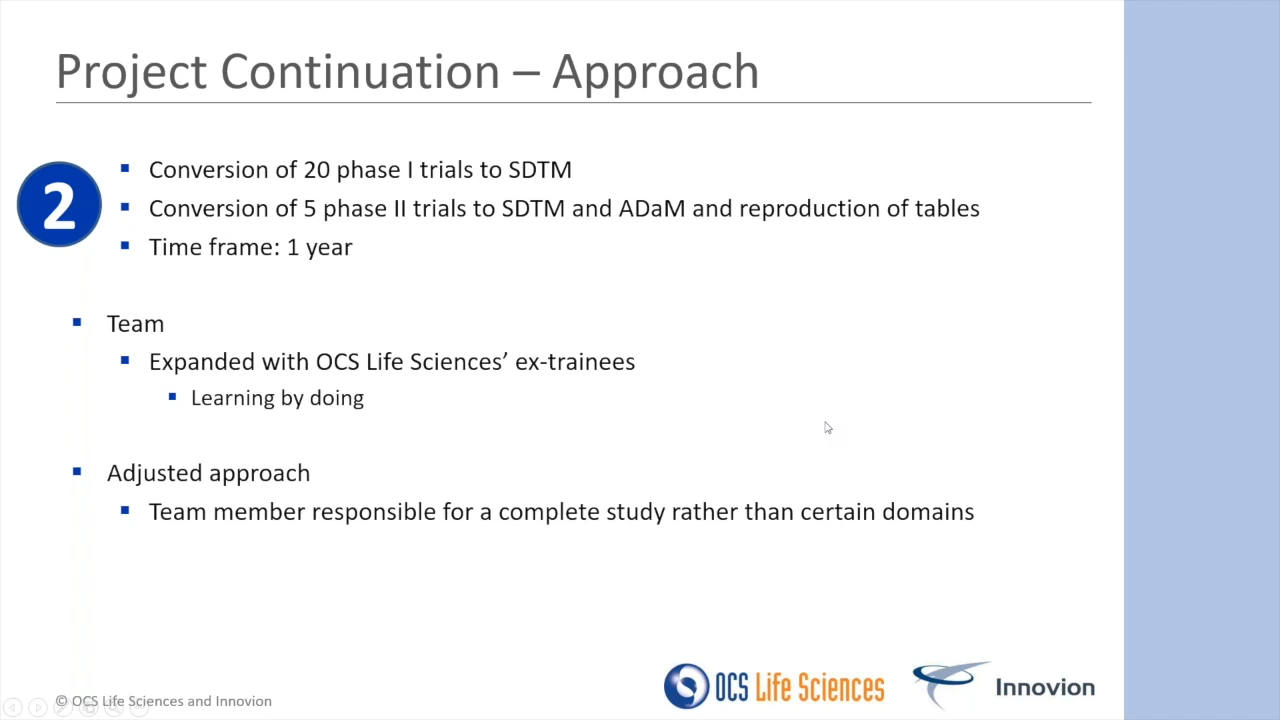 Project Continuation – Approach
2
Conversion of 20 phase I trials to SDTM
Conversion of 5 phase II trials to SDTM and ADaM and reproduction of tables
Time frame: 1 year
Team
Expanded with OCS Life Sciences’ ex-trainees
Learning by doing
Adjusted approach
Team member responsible for a complete study rather than certain domains
© OCS Life Sciences and Innovion
OCS Life Sciences
Innovion